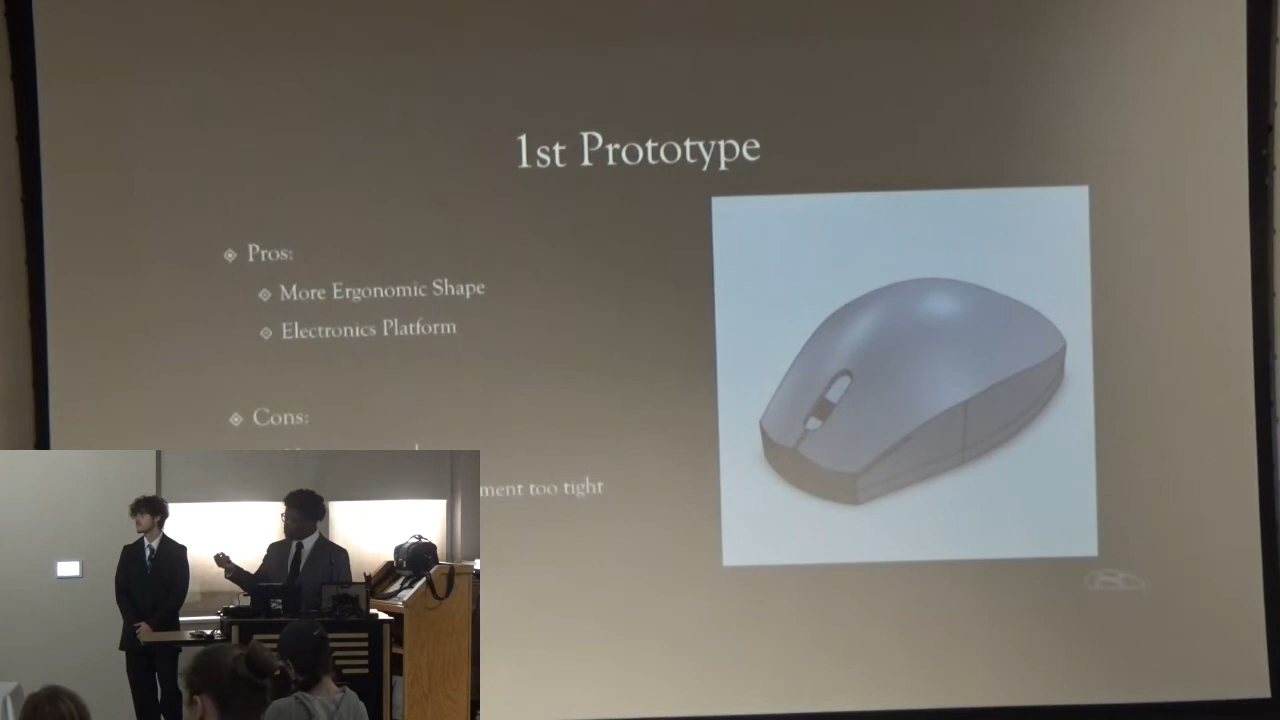 1st Prototype
Pros:
More Ergonomic Shape
Electronics Platform
Cons:
ment too tight